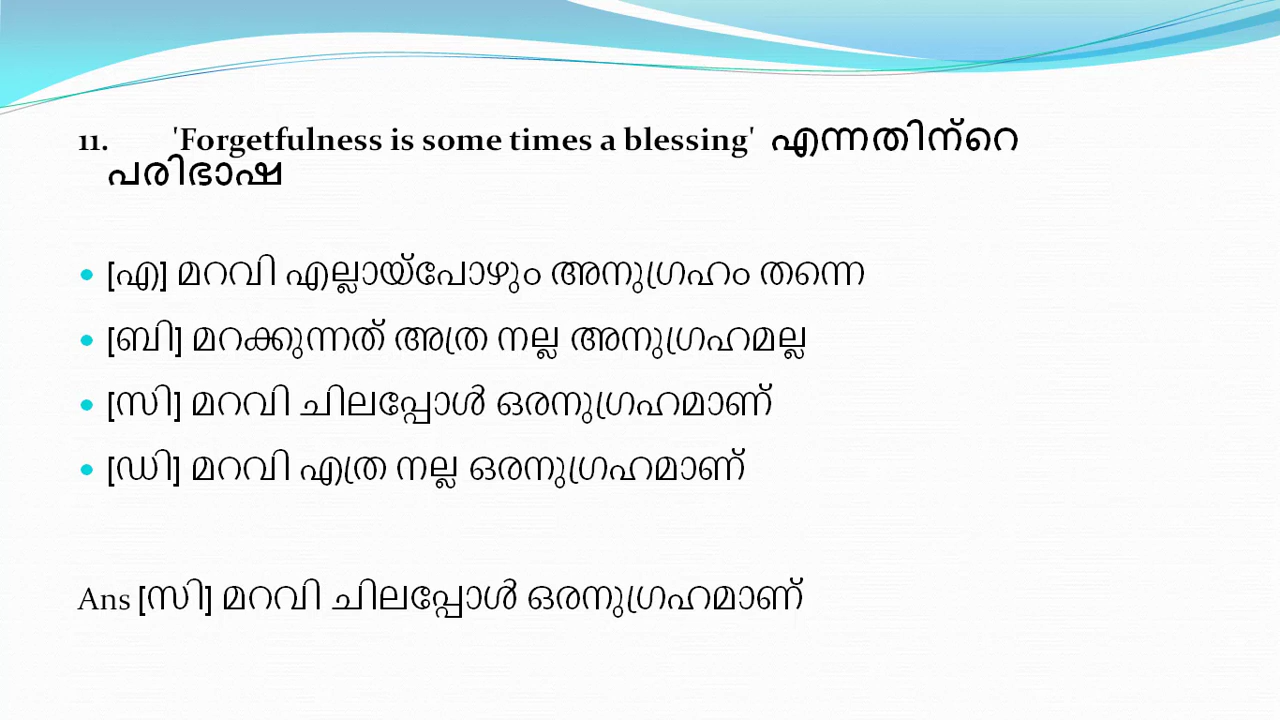 11. 'Forgetfulness is some times a blessing' എന്നതിന്റെ
പരിഭാഷ
• [എ] മറവി എല്ലായ്പോഴും അനുഗ്രഹം തന്നെ
• [ബി] മറക്കുന്നത് അത്ര നല്ല അനുഗ്രഹമല്ല
• [സി] മറവി ചിലപ്പോൾ ഒരനുഗ്രഹമാണ്
• [ഡി] മറവി എത്ര നല്ല ഒരനുഗ്രഹമാണ്
Ans [സി] മറവി ചിലപ്പോൾ ഒരനുഗ്രഹമാണ്